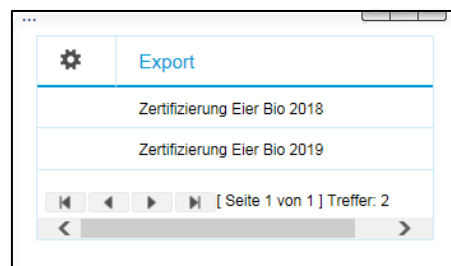 ...
Export
Zertifizierung Eier Bio 2018
Zertifizierung Eier Bio 2019
[ Seite 1 von 1 ] Treffer: 2